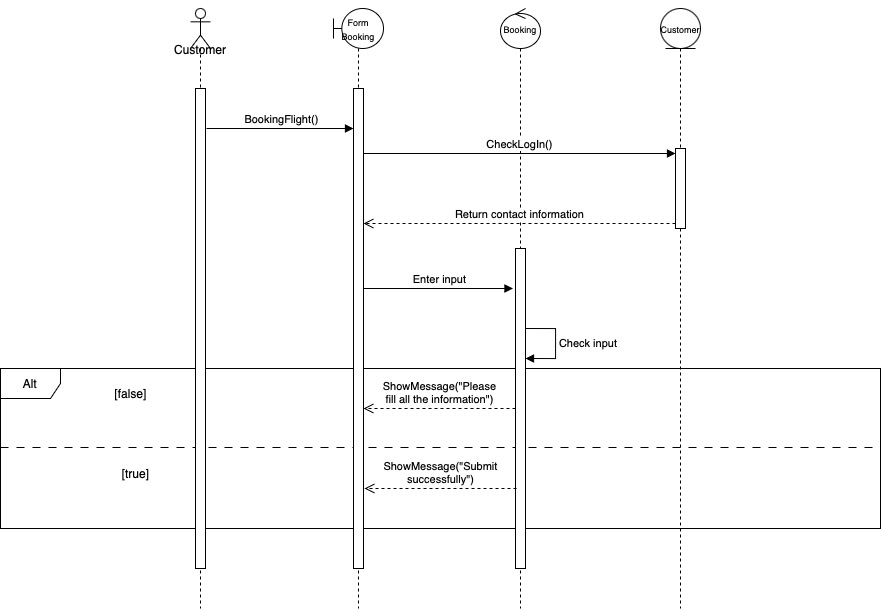 Form
Booking
Booking
Customer
Customer
BookingFlight()
CheckLogIn()
Return contact information
Enter input
Check input
Alt
[false]
ShowMessage("Please
fill all the information")
[true]
ShowMessage("Submit
successfully")